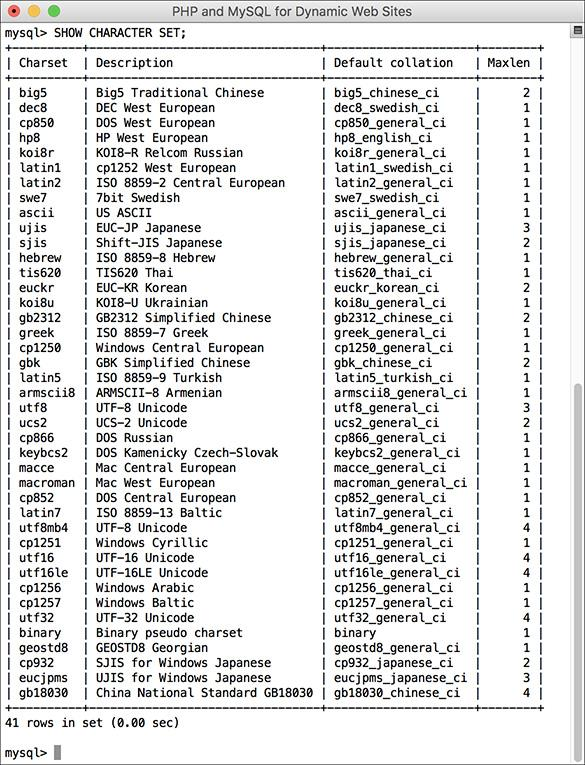 PHP and MySQL for Dynamic Web Sites
mysql> SHOW CHARACTER SET;
+----------+---------------------------------+---------------------+--------+
| Charset  | Description                     | Default collation   | Maxlen |
+----------+---------------------------------+---------------------+--------+
| big5     | Big5 Traditional Chinese        | big5_chinese_ci     |      2 |
| dec8     | DEC West European               | dec8_swedish_ci     |      1 |
| cp850    | DOS West European               | cp850_general_ci    |      1 |
| hp8      | HP West European                | hp8_english_ci      |      1 |
| koi8r    | KOI8-R Relcom Russian           | koi8r_general_ci    |      1 |
| latin1   | cp1252 West European            | latin1_swedish_ci   |      1 |
| latin2   | ISO 8859-2 Central European     | latin2_general_ci   |      1 |
| swe7     | 7bit Swedish                    | swe7_swedish_ci     |      1 |
| ascii    | US ASCII                        | ascii_general_ci    |      1 |
| ujis     | EUC-JP Japanese                 | ujis_japanese_ci    |      3 |
| sjis     | Shift-JIS Japanese              | sjis_japanese_ci    |      2 |
| hebrew   | ISO 8859-8 Hebrew               | hebrew_general_ci   |      1 |
| tis620   | TIS620 Thai                     | tis620_thai_ci      |      1 |
| euckr    | EUC-KR Korean                   | euckr_korean_ci     |      2 |
| koi8u    | KOI8-U Ukrainian                | koi8u_general_ci    |      1 |
| gb2312   | GB2312 Simplified Chinese       | gb2312_chinese_ci   |      2 |
| greek    | ISO 8859-7 Greek                | greek_general_ci    |      1 |
| cp1250   | Windows Central European        | cp1250_general_ci   |      1 |
| gbk      | GBK Simplified Chinese          | gbk_chinese_ci      |      2 |
| latin5   | ISO 8859-9 Turkish              | latin5_turkish_ci   |      1 |
| armscii8 | ARMSCII-8 Armenian              | armscii8_general_ci |      1 |
| utf8     | UTF-8 Unicode                   | utf8_general_ci     |      3 |
| ucs2     | UCS-2 Unicode                   | ucs2_general_ci     |      2 |
| cp866    | DOS Russian                     | cp866_general_ci    |      1 |
| keybcs2  | DOS Kamenicky Czech-Slovak      | keybcs2_general_ci  |      1 |
| macce    | Mac Central European            | macce_general_ci    |      1 |
| macroman | Mac West European               | macroman_general_ci |      1 |
| cp852    | DOS Central European            | cp852_general_ci    |      1 |
| latin7   | ISO 8859-13 Baltic              | latin7_general_ci   |      1 |
| utf8mb4  | UTF-8 Unicode                   | utf8mb4_general_ci  |      4 |
| cp1251   | Windows Cyrillic                | cp1251_general_ci   |      1 |
| utf16    | UTF-16 Unicode                  | utf16_general_ci    |      4 |
| utf16le  | UTF-16LE Unicode                | utf16le_general_ci  |      4 |
| cp1256   | Windows Arabic                  | cp1256_general_ci   |      1 |
| cp1257   | Windows Baltic                  | cp1257_general_ci   |      1 |
| utf32    | UTF-32 Unicode                  | utf32_general_ci    |      4 |
| binary   | Binary pseudo charset           | binary              |      1 |
| geostd8  | GEOSTD8 Georgian                | geostd8_general_ci  |      1 |
| cp932    | SJIS for Windows Japanese       | cp932_japanese_ci   |      2 |
| eucjpms  | UJIS for Windows Japanese       | eucjpms_japanese_ci |      3 |
| gb18030  | China National Standard GB18030 | gb18030_chinese_ci  |      4 |
+----------+---------------------------------+---------------------+--------+
41 rows in set (0.00 sec)
mysql>